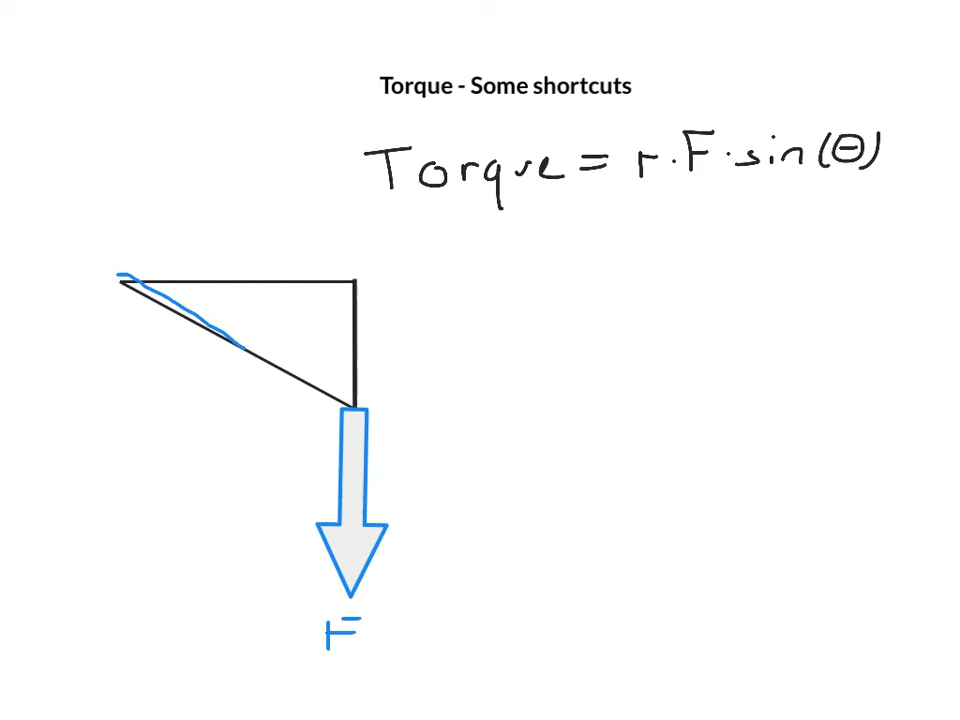 Torque - Some shortcuts
Torque = r.F.sin(Θ)
F